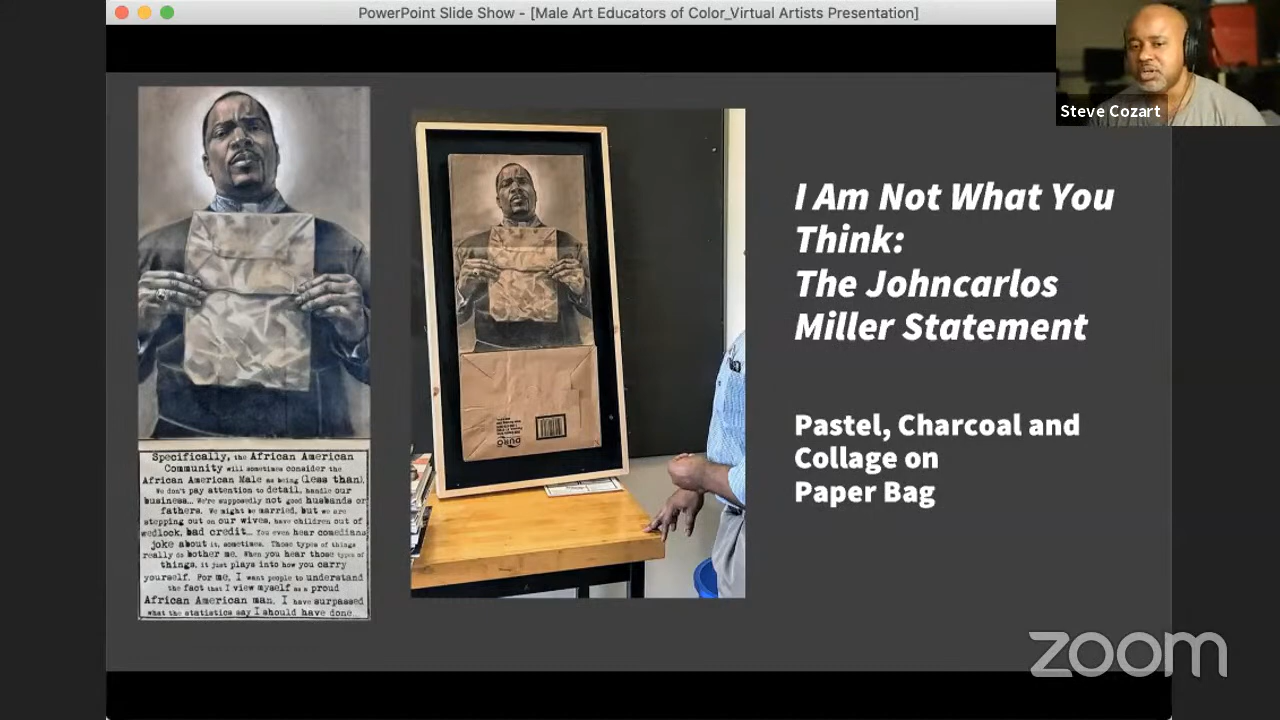 PowerPoint Slide Show - [Male Art Educators of Color_Virtual Artists Presentation]
Steve Cozart
I Am Not What You
Think:
The Johncarlos
Miller Statement
Pastel, Charcoal and
Collage on
Paper Bag
Specifically, the African American
Community will sometimes consider the
African American Male as being (less than).
We don't pay attention to detail, handle our
business... We're supposedly not good husbands or
fathers. We might be married, but we are
stepping out on our wives, have children out of
wedlock, bad credit... You even hear comedians
joke about it, sometimes. Those types of things
really do bother me. When you hear those types of
things, it just plays into how you carry
yourself. For me, I want people to understand
the fact that I view myself as a proud
African American man. I have surpassed
what the statistics say I should have done...
DURO
zoom